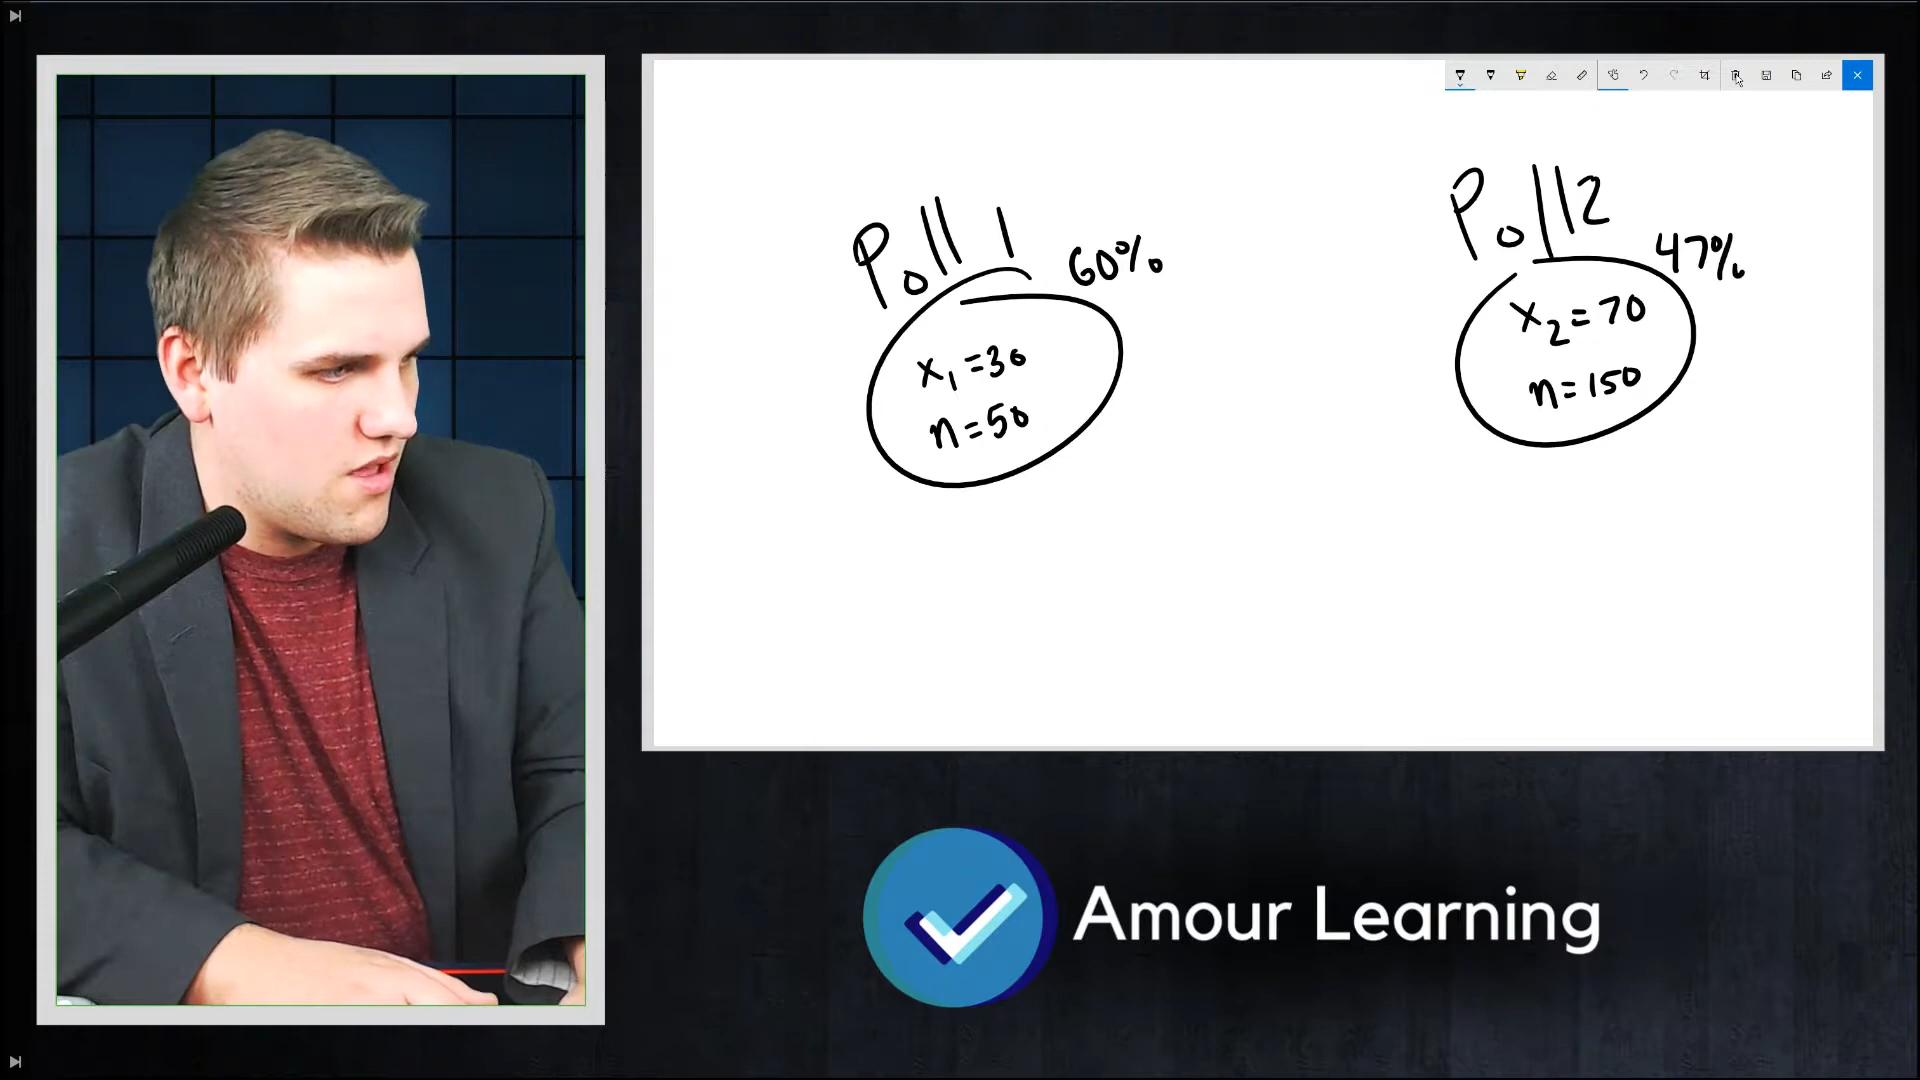 Poll 1
60%
x₁=30
n=50
Poll 2
47%
x₂=70
n=150
Amour Learning